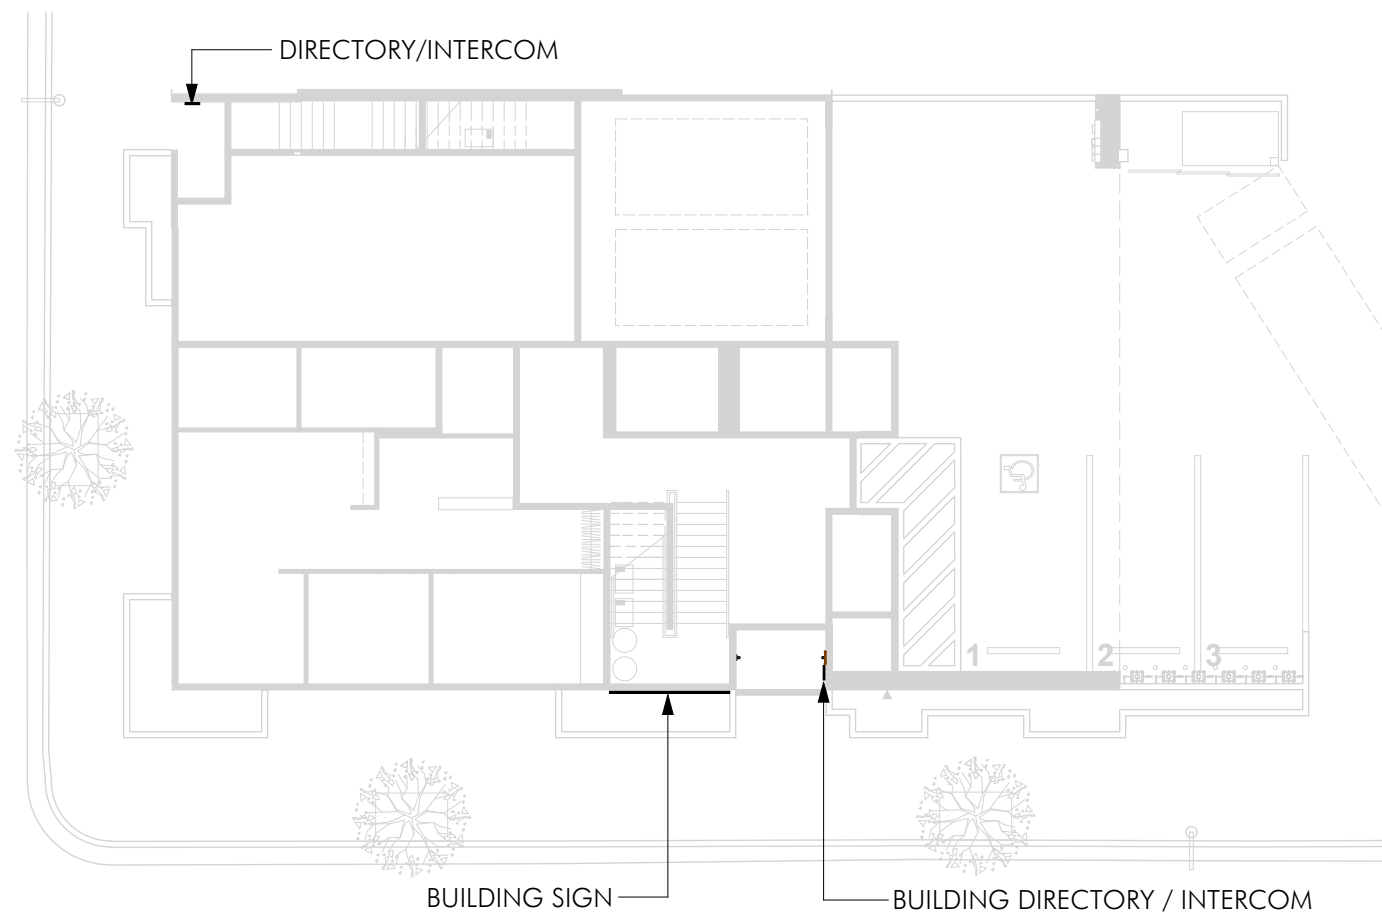 DIRECTORY/INTERCOM
1 2 3
BUILDING SIGN
BUILDING DIRECTORY / INTERCOM